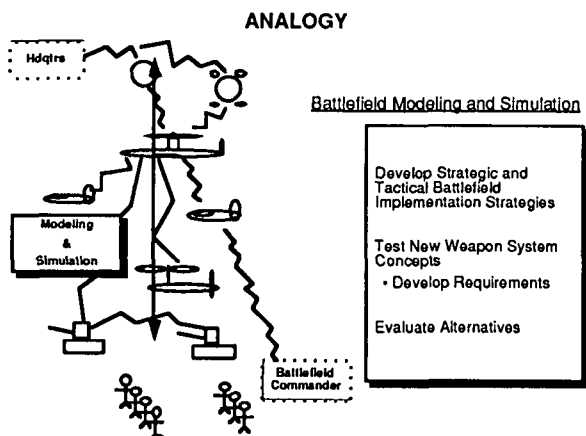 ANALOGY
Hdqtrs
Modeling
&
Simulation
Battlefield
Commander
Battlefield Modeling and Simulation
Develop Strategic and
Tactical Battlefield
Implementation Strategies
Test New Weapon System
Concepts
• Develop Requirements
Evaluate Alternatives